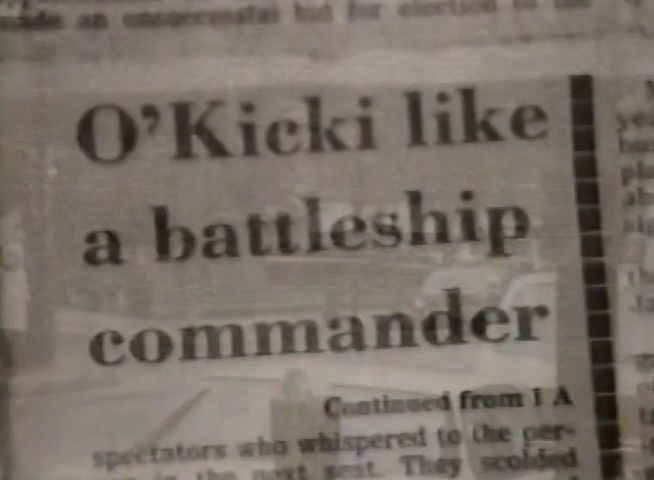 made an unsuccessful bid for election to the
O'Kicki like
a battleship
commander
Continued from 1 A
spectators who whispered to the per-
in the next seat. They scolded